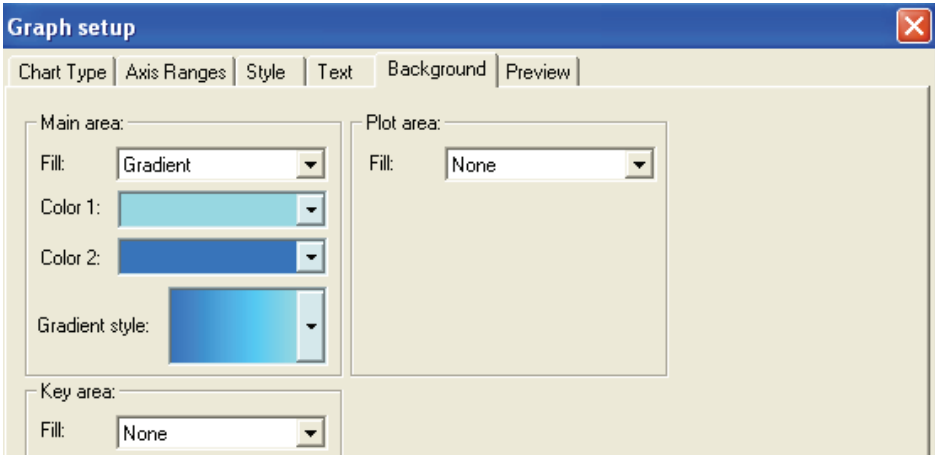 Graph setup
Chart Type Axis Ranges Style Text Background Preview
Main area:
Fill: Gradient
Color 1:
Color 2:
Gradient style:
Plot area:
Fill: None
Key area:
Fill: None